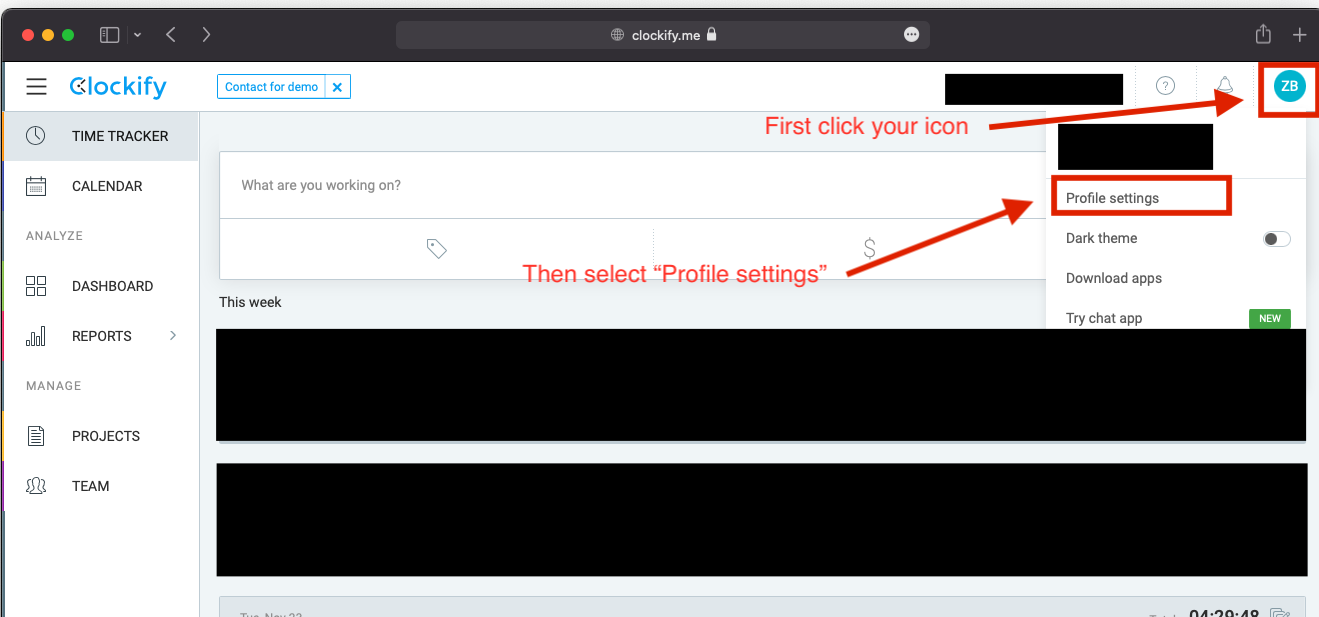 clockify.me
Clockify
Contact for demo
ZB
First click your icon
TIME TRACKER
CALENDAR
ANALYZE
DASHBOARD
REPORTS
MANAGE
PROJECTS
TEAM
What are you working on?
$
Then select “Profile settings”
This week
Profile settings
Dark theme
Download apps
Try chat app
NEW
Tue, Nov 22
04:29:48